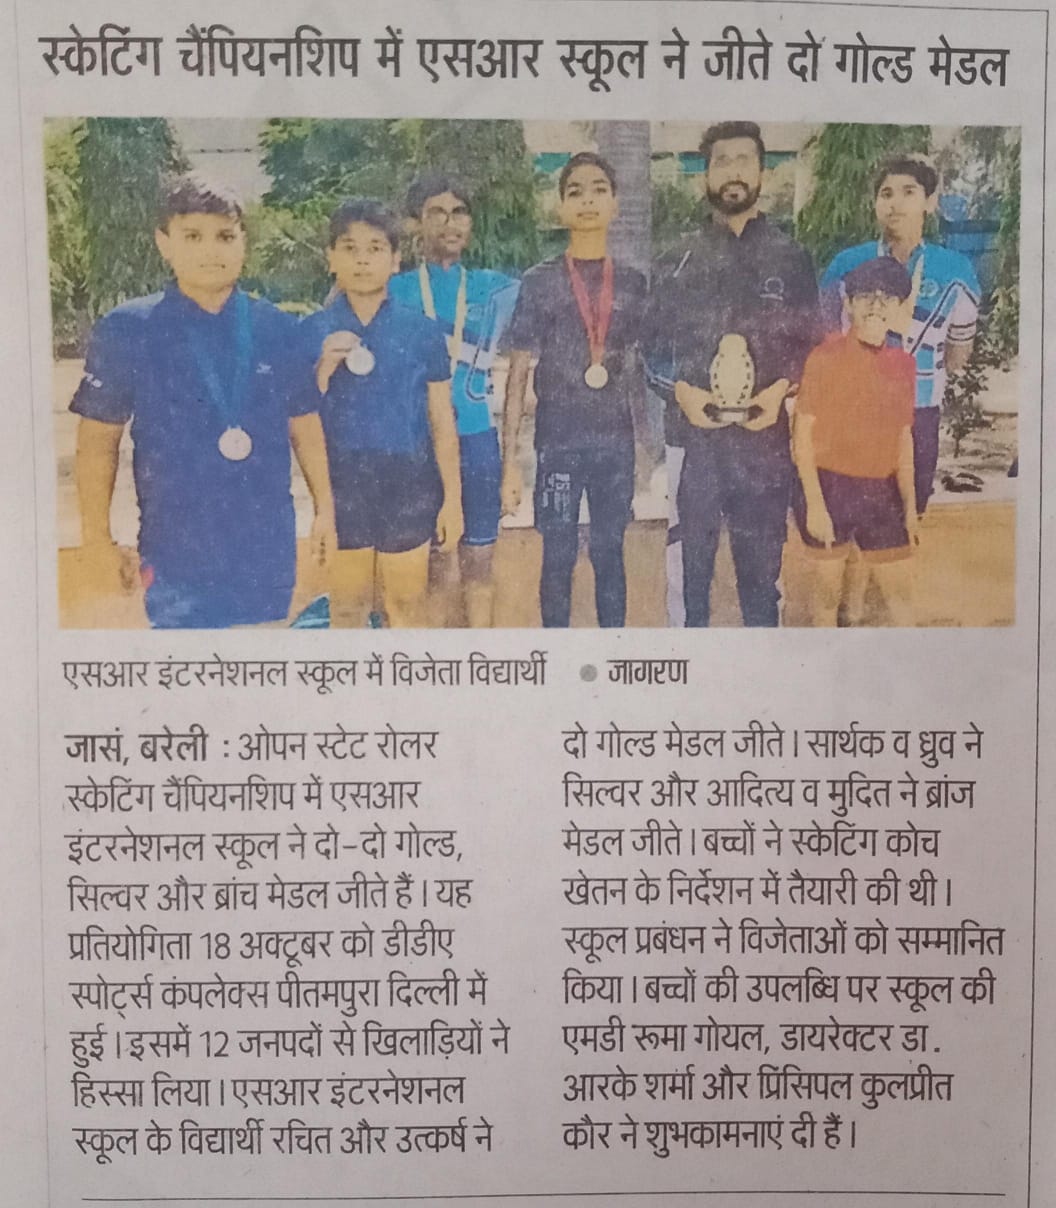 स्केटिंग चैंपियनशिप में एसआर स्कूल ने जीते दो गोल्ड मेडल
एसआर इंटरनेशनल स्कूल में विजेता विद्यार्थी ● जागरण
जासं, बरेली : ओपन स्टेट रोलर
स्केटिंग चैंपियनशिप में एसआर
इंटरनेशनल स्कूल ने दो-दो गोल्ड,
सिल्वर और ब्रांच मेडल जीते हैं। यह
प्रतियोगिता 18 अक्टूबर को डीडीए
स्पोर्ट्स कंपलेक्स पीतमपुरा दिल्ली में
हुई। इसमें 12 जनपदों से खिलाड़ियों ने
हिस्सा लिया। एसआर इंटरनेशनल
स्कूल के विद्यार्थी रचित और उत्कर्ष ने
दो गोल्ड मेडल जीते। सार्थक व ध्रुव ने
सिल्वर और आदित्य व मुदित ने ब्रांज
मेडल जीते। बच्चों ने स्केटिंग कोच
खेतन के निर्देशन में तैयारी की थी।
स्कूल प्रबंधन ने विजेताओं को सम्मानित
किया। बच्चों की उपलब्धि पर स्कूल की
एमडी रूमा गोयल, डायरेक्टर डा.
आरके शर्मा और प्रिंसिपल कुलप्रीत
कौर ने शुभकामनाएं दी हैं।